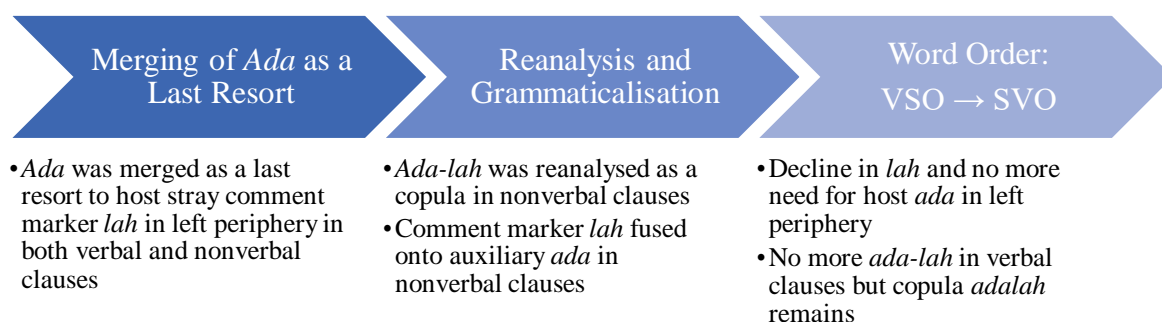 Merging of Ada as a
Last Resort
Reanalysis and
Grammaticalisation
Word Order:
VSO → SVO
•Ada was merged as a last
resort to host stray comment
marker lah in left periphery in
both verbal and nonverbal
clauses
•Ada-lah was reanalysed as a
copula in nonverbal clauses
•Comment marker lah fused
onto auxiliary ada in
nonverbal clauses
•Decline in lah and no more
need for host ada in left
periphery
•No more ada-lah in verbal
clauses but copula adalah
remains